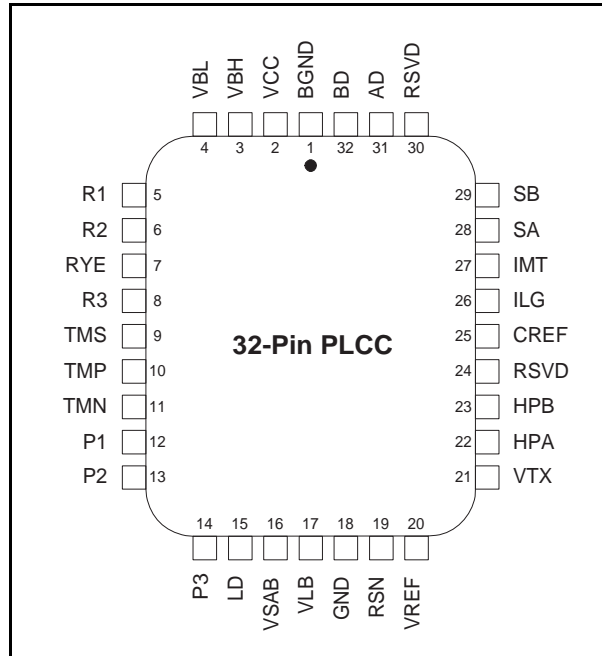 VBL VBH VCC BGND BD AD RSVD
4 3 2 1 32 31 30
R1 5
R2 6
RYE 7
R3 8
TMS 9
TMP 10
TMN 11
P1 12
P2 13
32-Pin PLCC
29 SB
28 SA
27 IMT
26 ILG
25 CREF
24 RSVD
23 HPB
22 HPA
21 VTX
14 15 16 17 18 19 20
P3 LD VSAB VLB GND RSN VREF